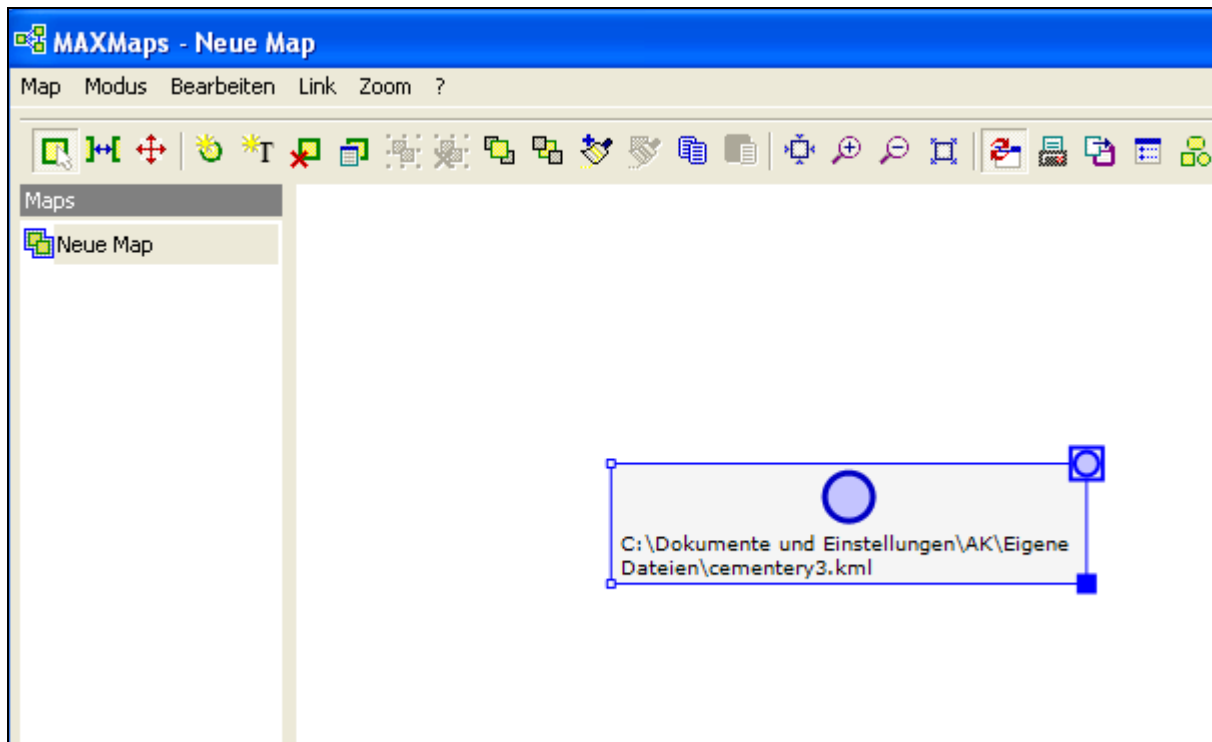 MAXMaps - Neue Map
Map Modus Bearbeiten Link Zoom ?
T
Maps
Neue Map
C:\Dokumente und Einstellungen\AK\Eigene
Dateien\cementery3.kml